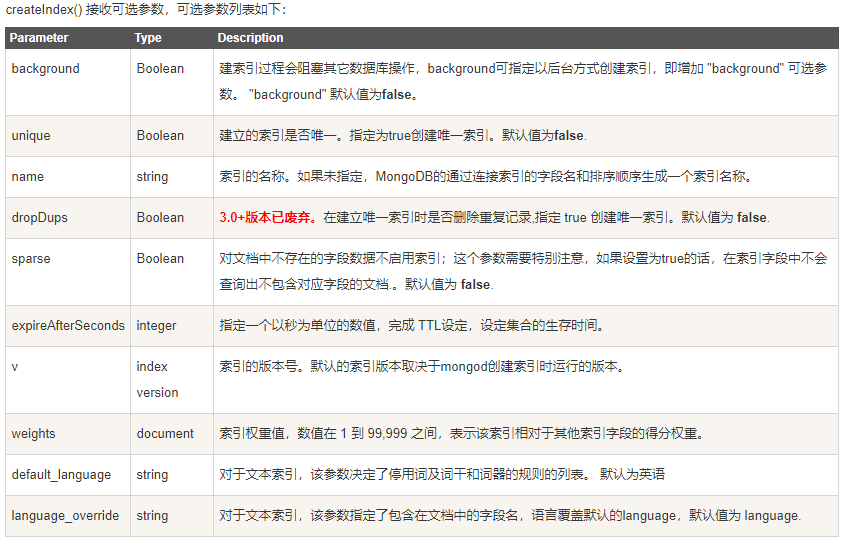 createIndex() 接收可选参数，可选参数列表如下：
Parameter Type Description
background Boolean 建索引过程会阻塞其它数据库操作，background可指定以后台方式创建索引，即增加 "background" 可选参
数。 "background" 默认值为false。
unique Boolean 建立的索引是否唯一。指定为true创建唯一索引。默认值为false.
name string 索引的名称。如果未指定，MongoDB的通过连接索引的字段名和排序顺序生成一个索引名称。
dropDups Boolean 3.0+版本已废弃。在建立唯一索引时是否删除重复记录,指定 true 创建唯一索引。默认值为 false.
sparse Boolean 对文档中不存在的字段数据不启用索引；这个参数需要特别注意，如果设置为true的话，在索引字段中不会
查询出不包含对应字段的文档.。默认值为 false.
expireAfterSeconds integer 指定一个以秒为单位的数值，完成 TTL设定，设定集合的生存时间。
v index 索引的版本号。默认的索引版本取决于mongod创建索引时运行的版本。
version
weights document 索引权重值，数值在 1 到 99,999 之间，表示该索引相对于其他索引字段的得分权重。
default_language string 对于文本索引，该参数决定了停用词及词干和词器的规则的列表。 默认为英语
language_override string 对于文本索引，该参数指定了包含在文档中的字段名，语言覆盖默认的language，默认值为 language.